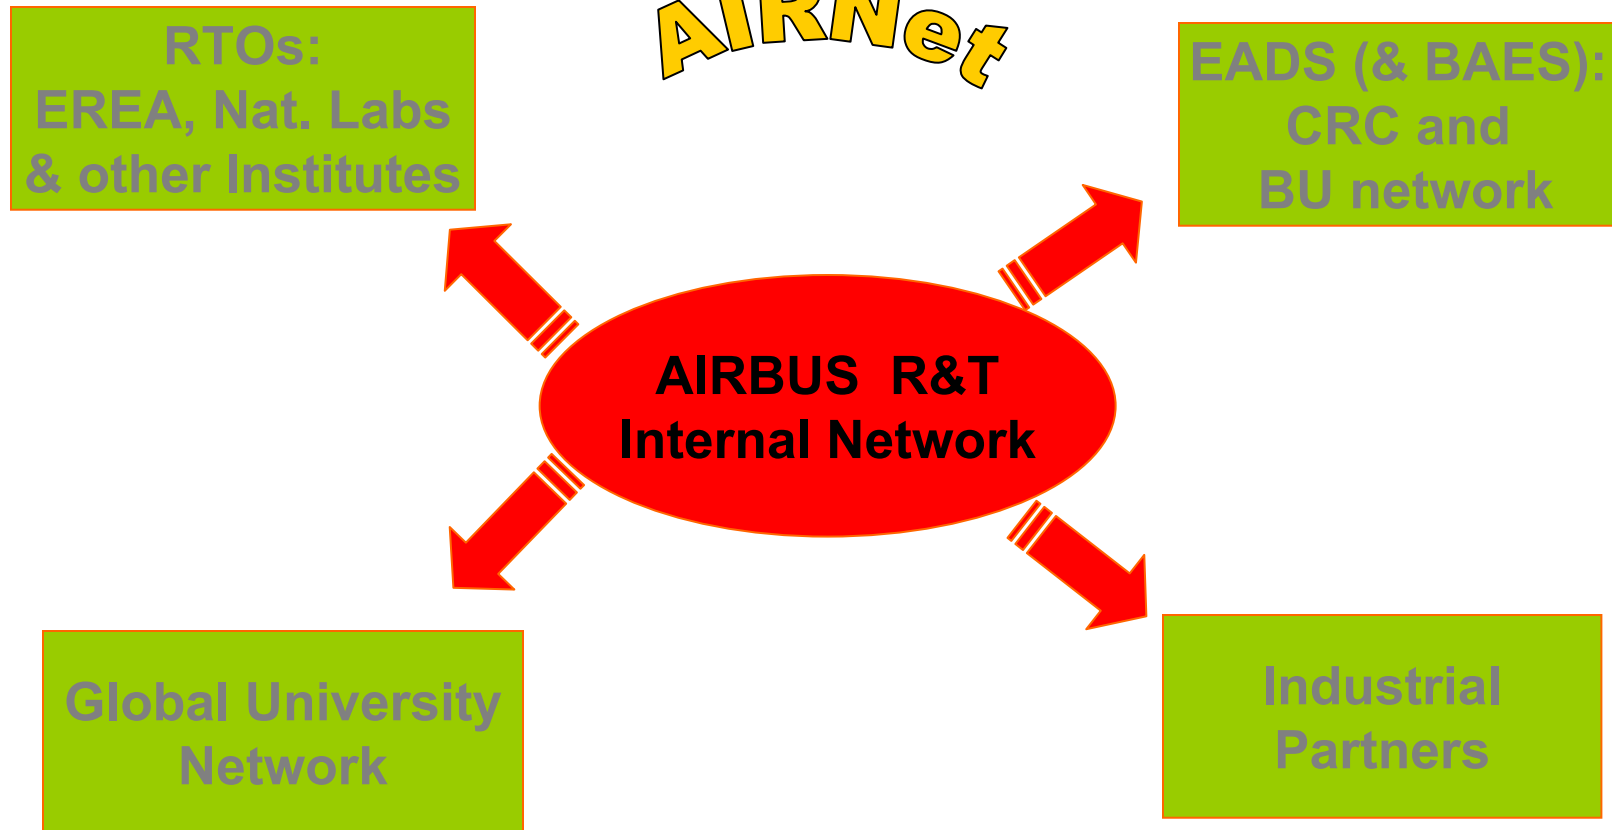 AIRNet
RTOs:
EREA, Nat. Labs
& other Institutes
EADS (& BAES):
CRC and
BU network
AIRBUS R&T
Internal Network
Global University
Network
Industrial
Partners